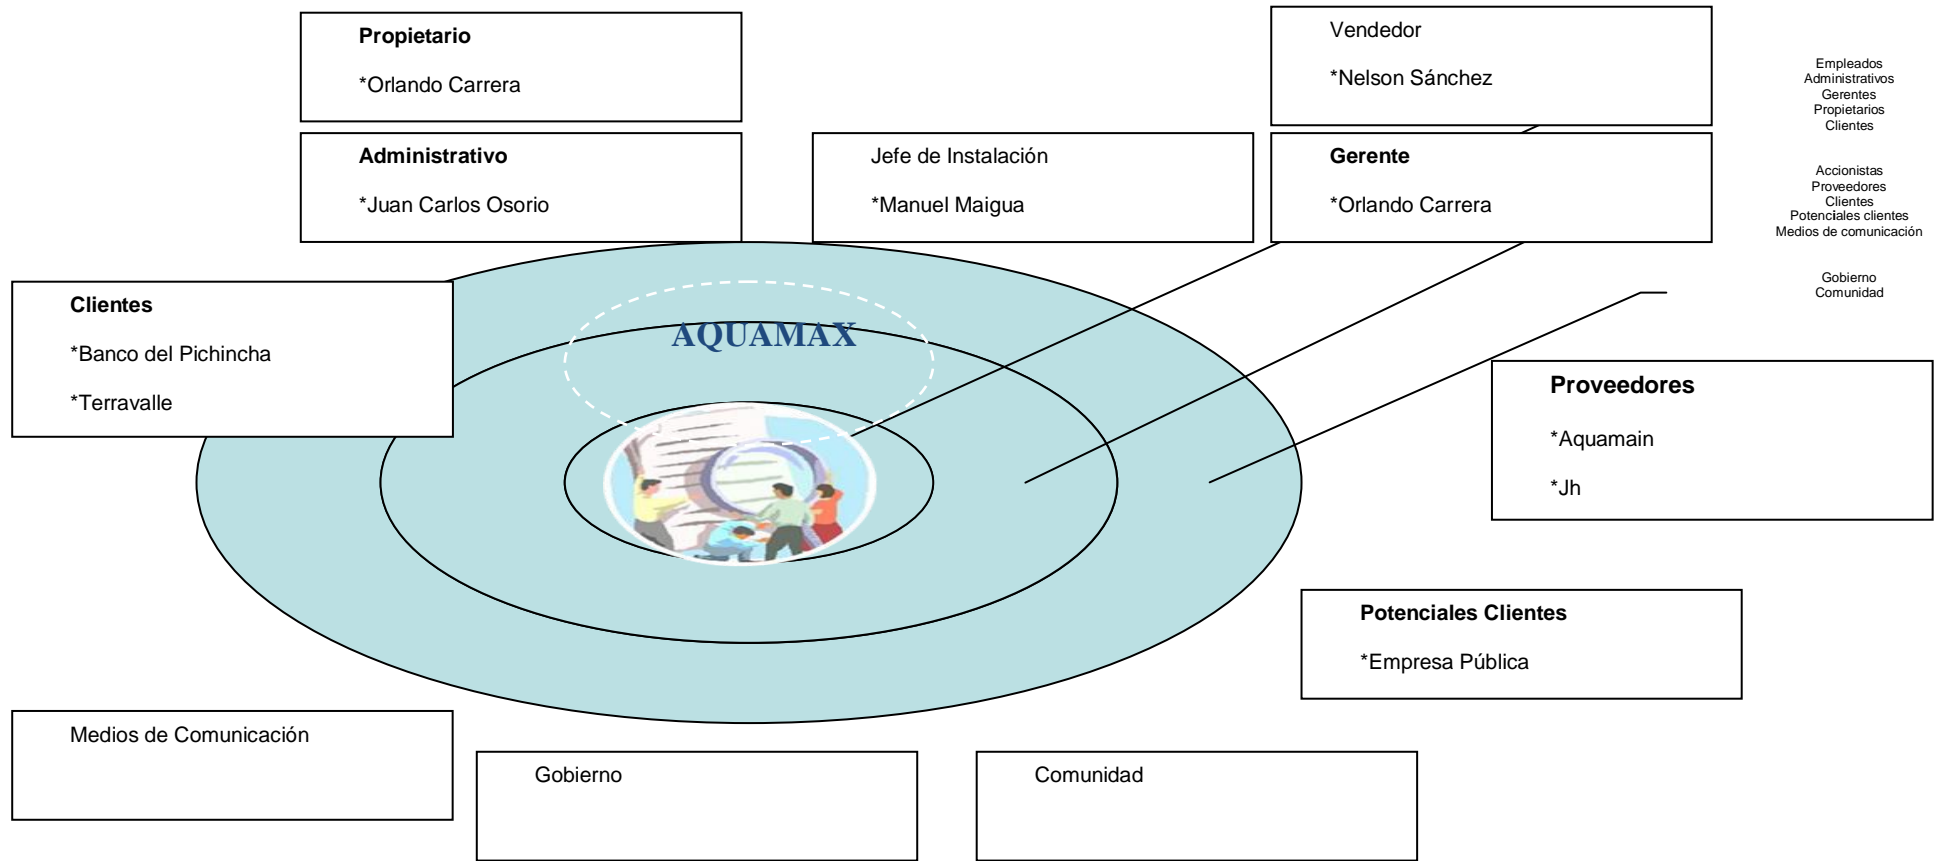 Propietario
*Orlando Carrera
Vendedor
*Nelson Sánchez
Empleados
Administrativos
Gerentes
Propietarios
Clientes
Administrativo
*Juan Carlos Osorio
Jefe de Instalación
*Manuel Maigua
Gerente
*Orlando Carrera
Accionistas
Proveedores
Clientes
Potenciales clientes
Medios de comunicación
Gobierno
Comunidad
Clientes
*Banco del Pichincha
*Terravalle
AQUAMAX
Proveedores
*Aquamain
*Jh
Potenciales Clientes
*Empresa Pública
Medios de Comunicación
Gobierno
Comunidad